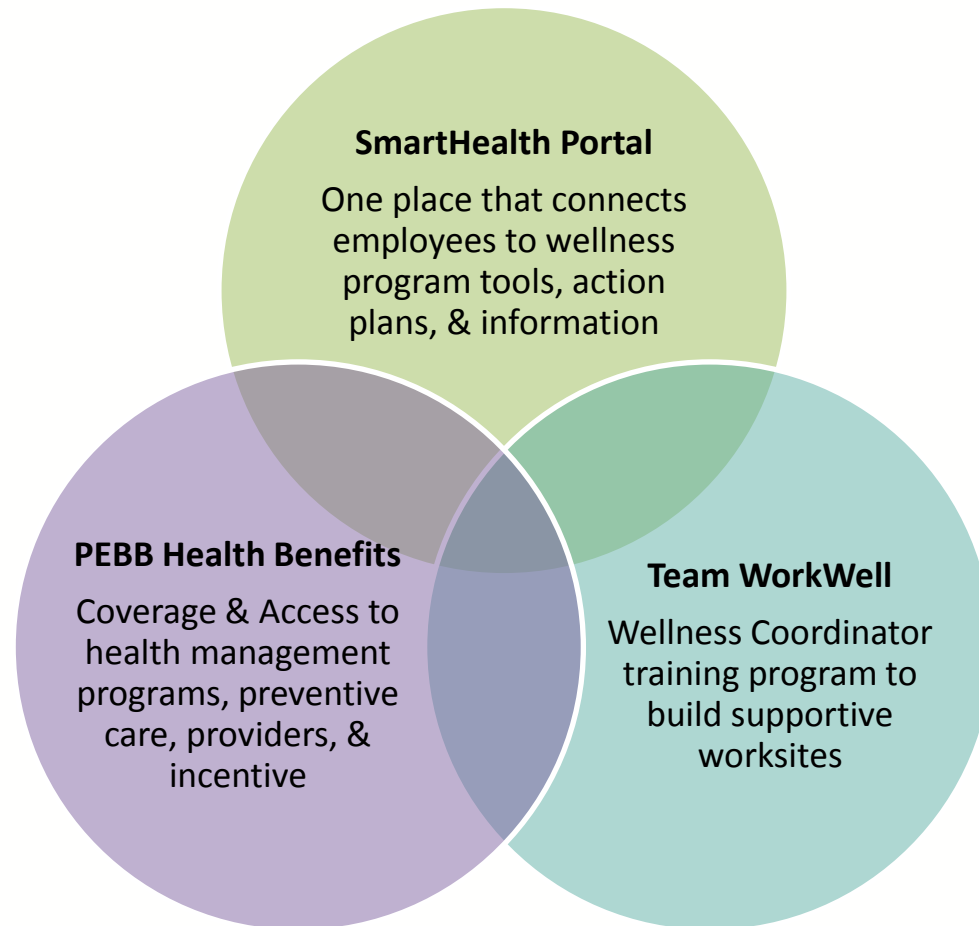 SmartHealth Portal
One place that connects
employees to wellness
program tools, action
plans, & information
PEBB Health Benefits
Coverage & Access to
health management
programs, preventive
care, providers, &
incentive
Team WorkWell
Wellness Coordinator
training program to
build supportive
worksites